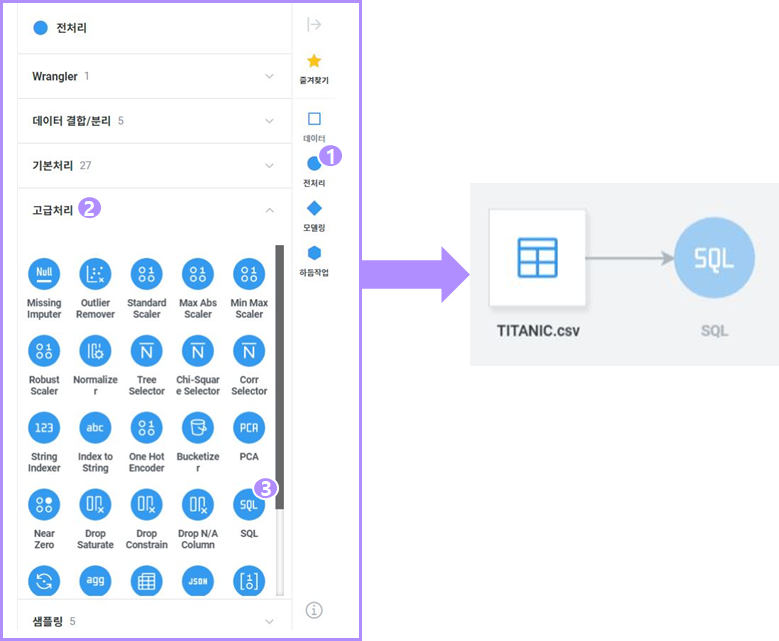 전처리
Wrangler 1
데이터 결합/분리 5
기본처리 27
고급처리 2
Null
Missing Imputer
Outlier Remover
Standard Scaler
Max Abs Scaler
Min Max Scaler
Robust Scaler
Normalizer
N
Tree Selector
N
Chi-Square Selector
N
Corr Selector
123
String Indexer
abc
Index to String
One Hot Encoder
Bucketizer
PCA
PCA
Near Zero
Drop Saturate
Drop Constrain
Drop N/A Column
3
SQL
SQL
agg
JSON
[1 0]
샘플링 5
즐겨찾기
데이터
1
전처리
모델링
하둡작업
TITANIC.csv
SQL
SQL